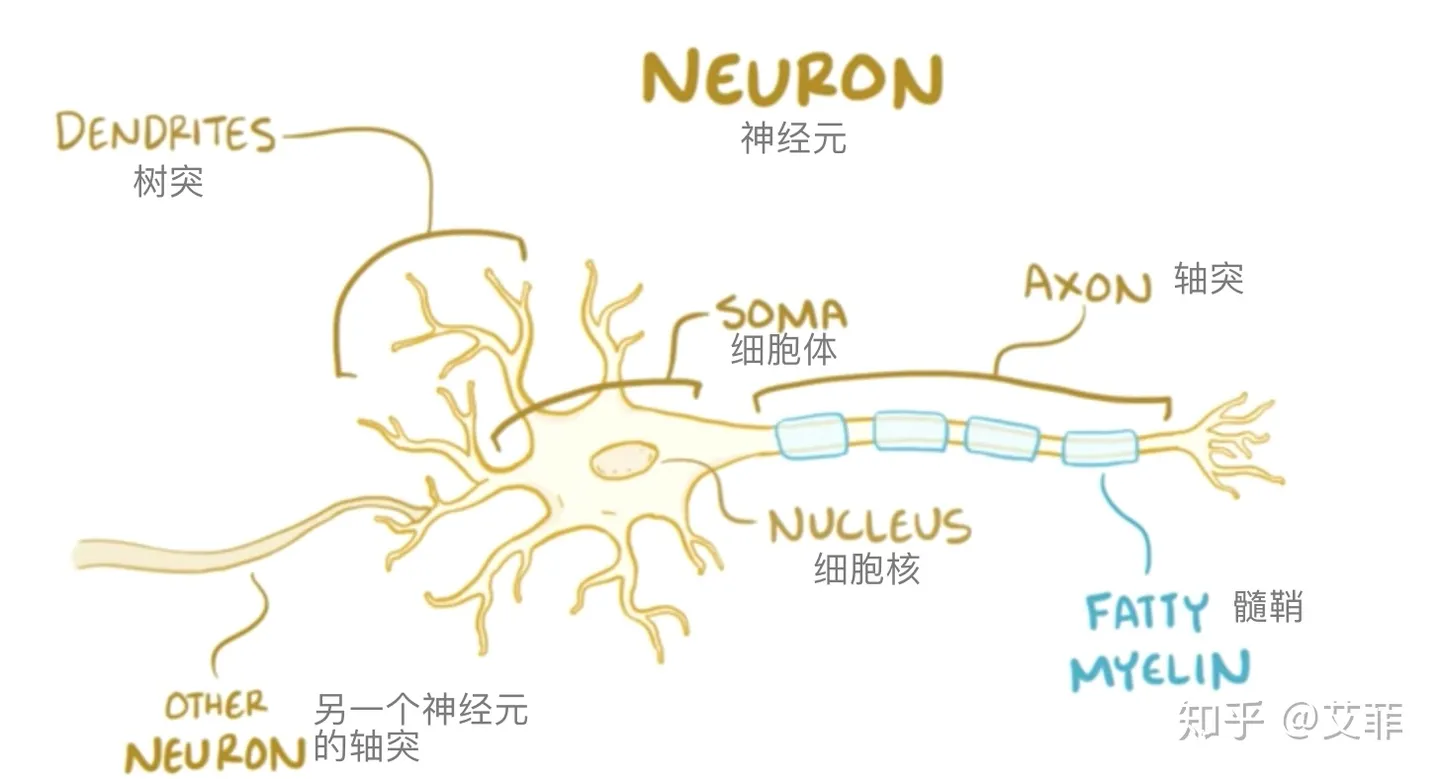 NEURON
神经元
DENDRITES
树突
AXON 轴突
SOMA
细胞体
NUCLEUS
细胞核
FATTY 髓鞘
MYELIN
OTHER
NEURON
另一个神经元
的轴突
知乎 @艾菲